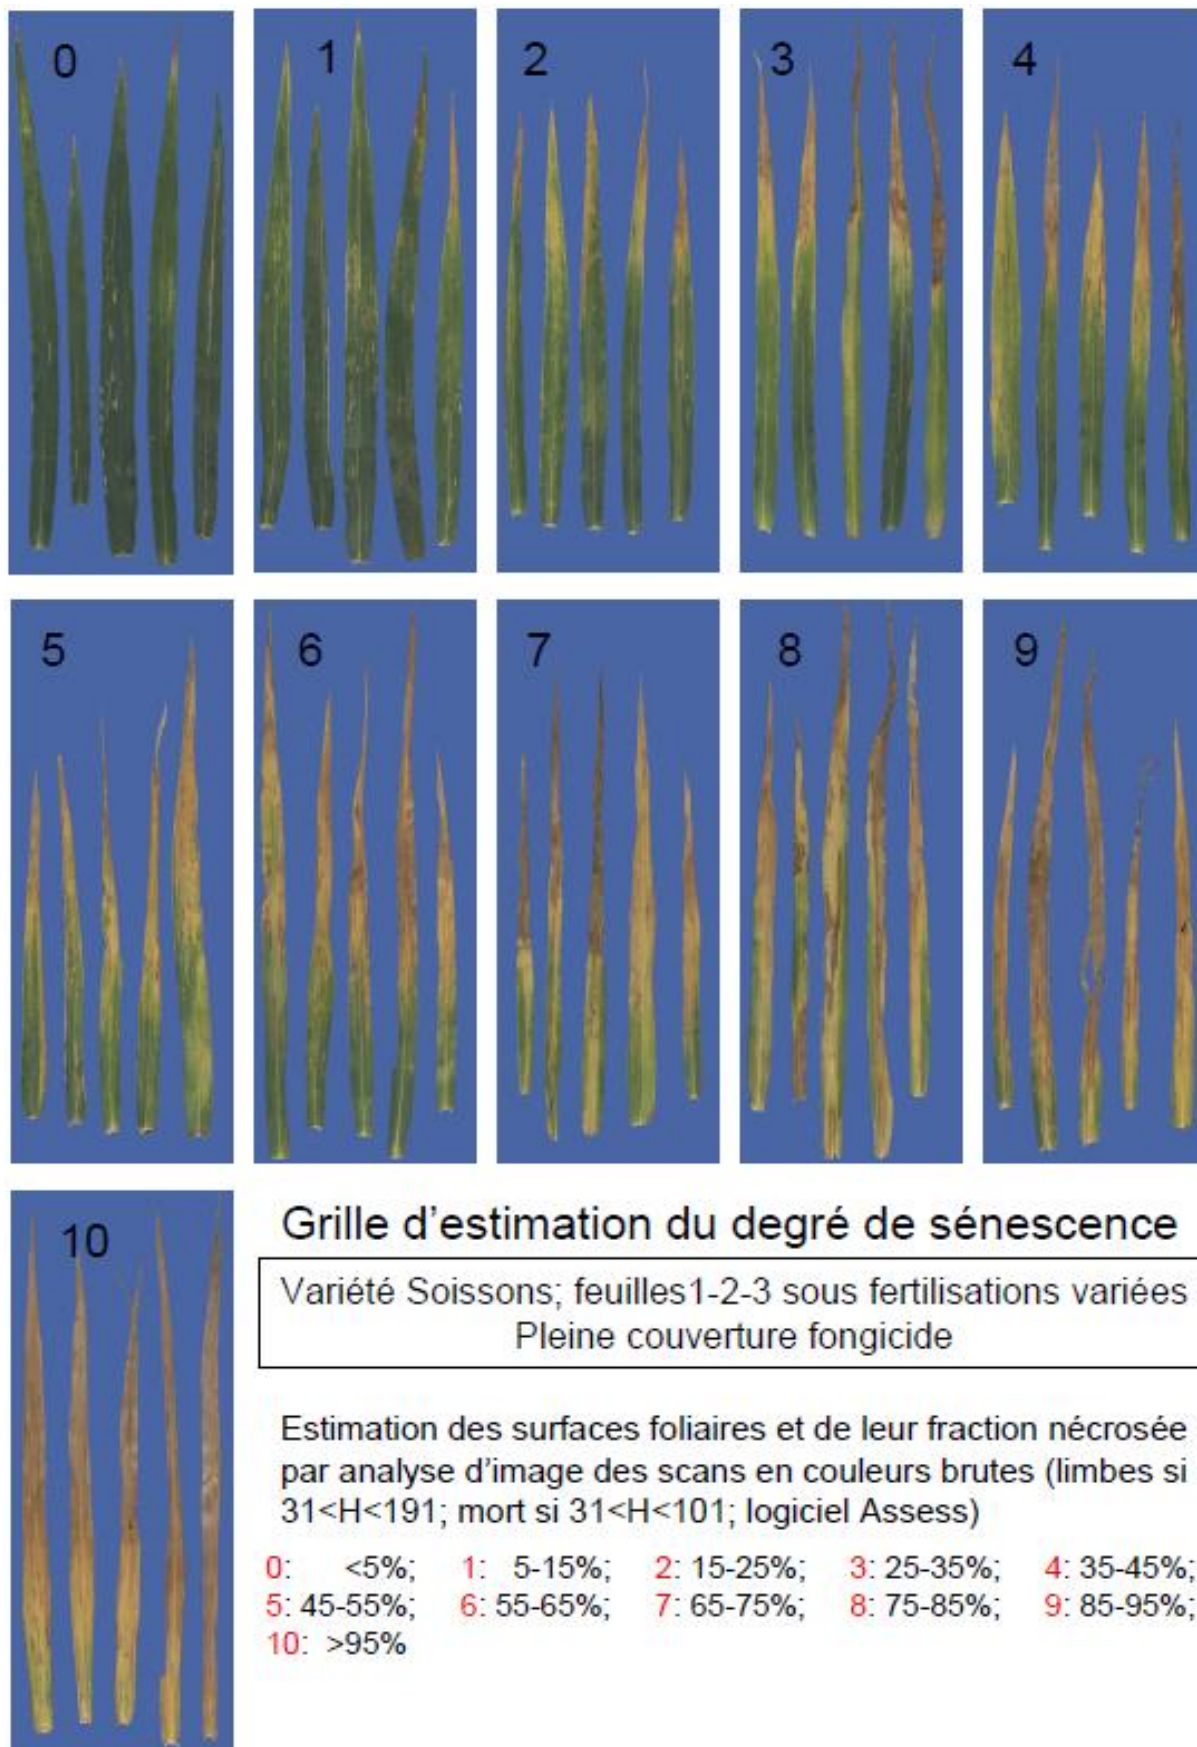 0 1 2 3 4
5 6 7 8 9
10
Grille d’estimation du degré de sénescence
Variété Soissons; feuilles1-2-3 sous fertilisations variées
Pleine couverture fongicide
Estimation des surfaces foliaires et de leur fraction nécrosée
par analyse d’image des scans en couleurs brutes (limbes si
31<H<191; mort si 31<H<101; logiciel Assess)
0: <5%; 1: 5-15%; 2: 15-25%; 3: 25-35%; 4: 35-45%;
5: 45-55%; 6: 55-65%; 7: 65-75%; 8: 75-85%; 9: 85-95%;
10: >95%